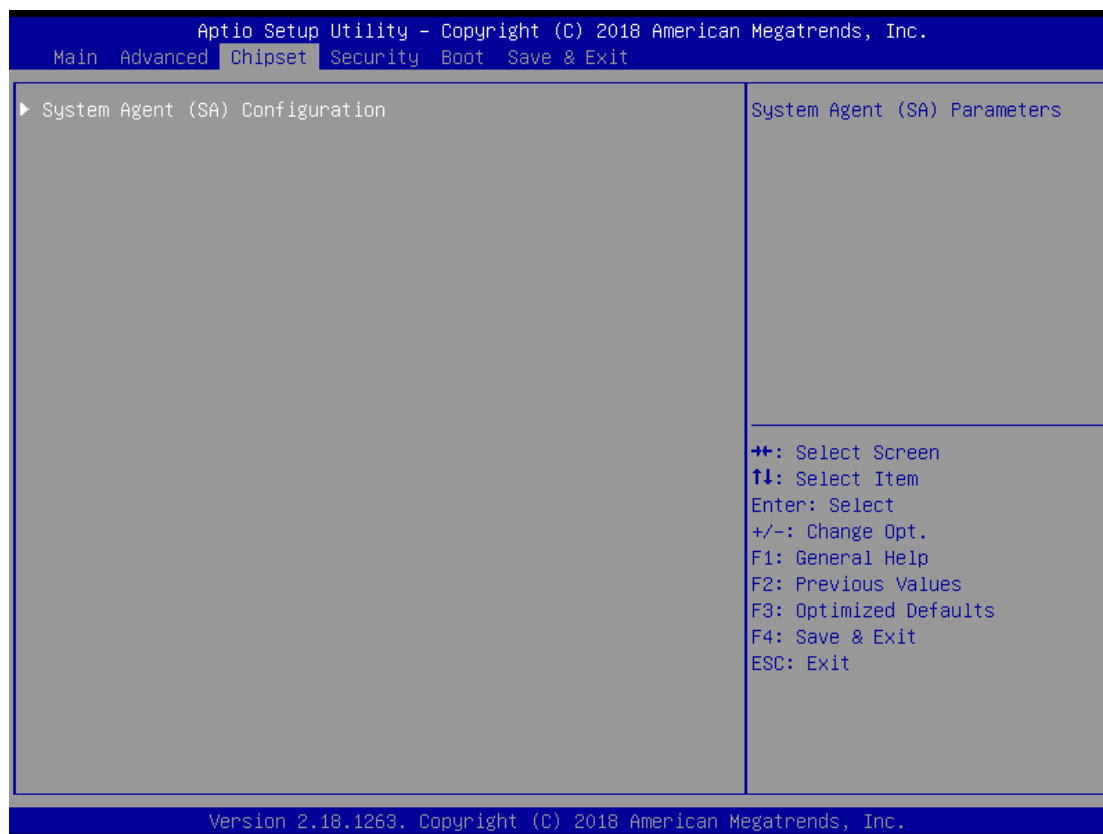 Aptio Setup Utility – Copyright (C) 2018 American Megatrends, Inc.
Main Advanced Chipset Security Boot Save & Exit
▶ System Agent (SA) Configuration
System Agent (SA) Parameters
→←: Select Screen
↑↓: Select Item
Enter: Select
+/-: Change Opt.
F1: General Help
F2: Previous Values
F3: Optimized Defaults
F4: Save & Exit
ESC: Exit
Version 2.18.1263. Copyright (C) 2018 American Megatrends, Inc.